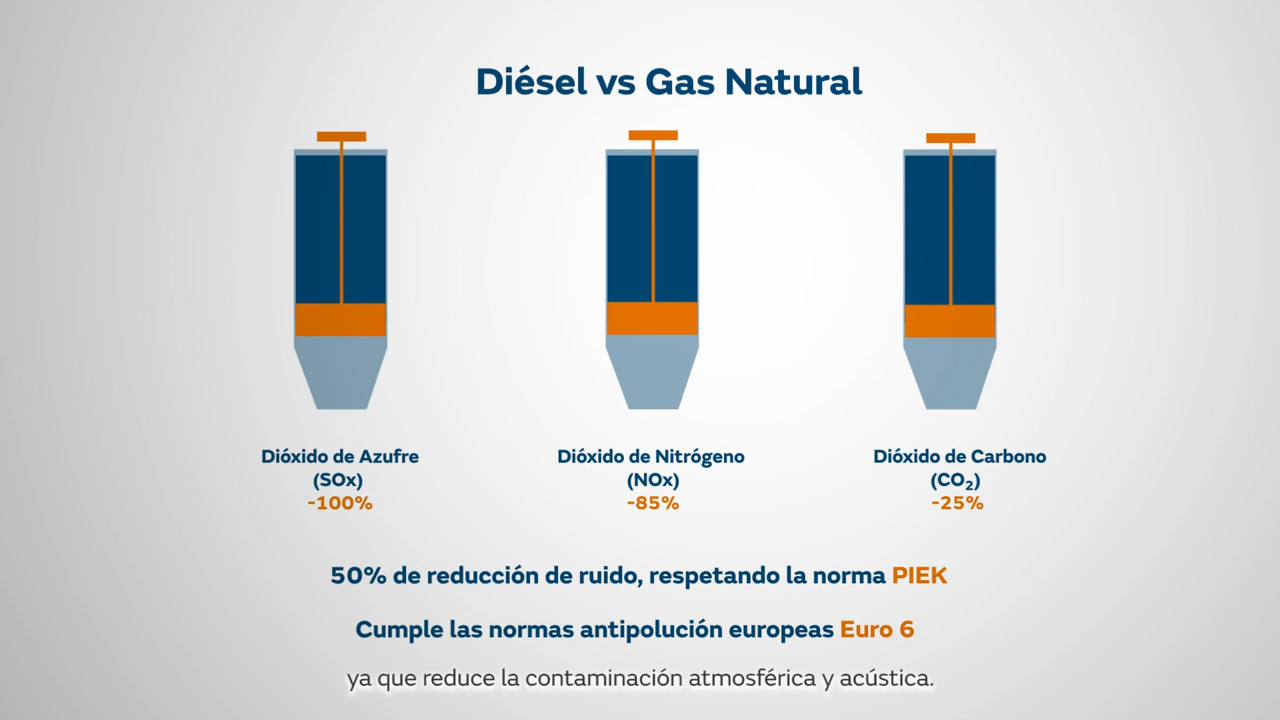 Diésel vs Gas Natural
Dióxido de Azufre
(SOx)
-100%
Dióxido de Nitrógeno
(NOx)
-85%
Dióxido de Carbono
(CO₂)
-25%
50% de reducción de ruido, respetando la norma PIEK
Cumple las normas antipolución europeas Euro 6
ya que reduce la contaminación atmosférica y acústica.